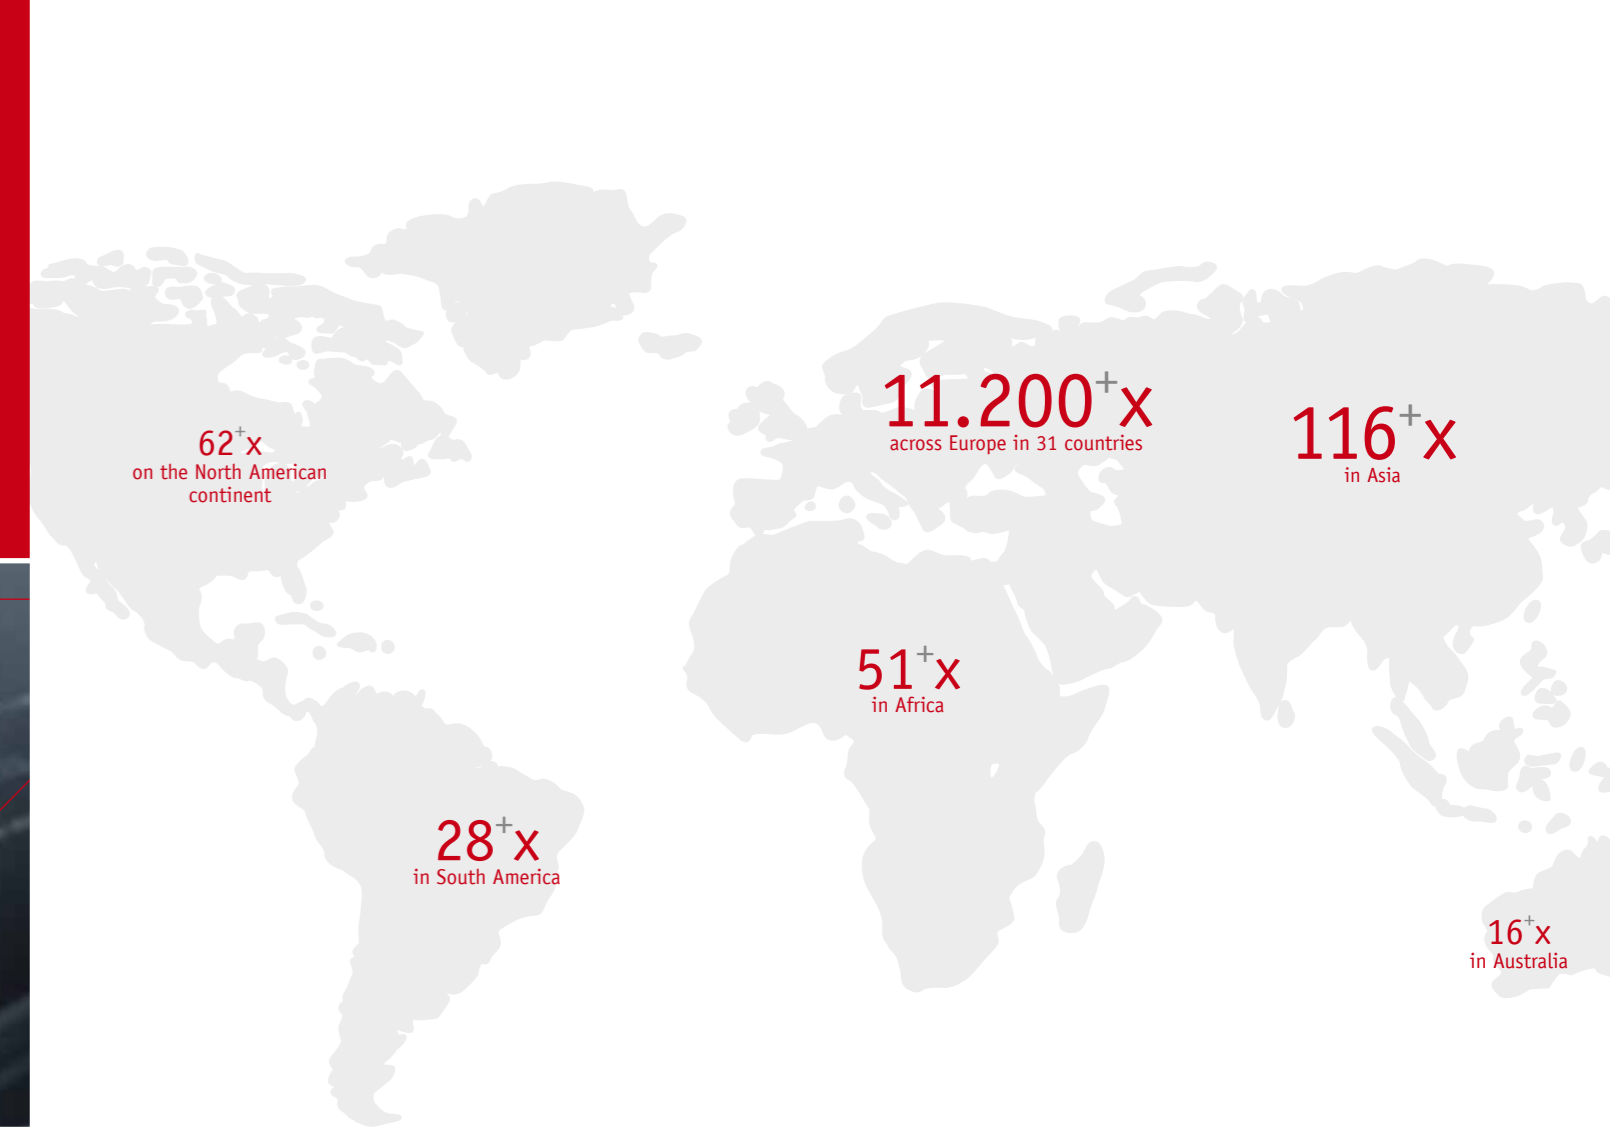 11.200+x
across Europe in 31 countries
116+x
in Asia
62+x
on the North American
continent
51+x
in Africa
28+x
in South America
16+x
in Australia